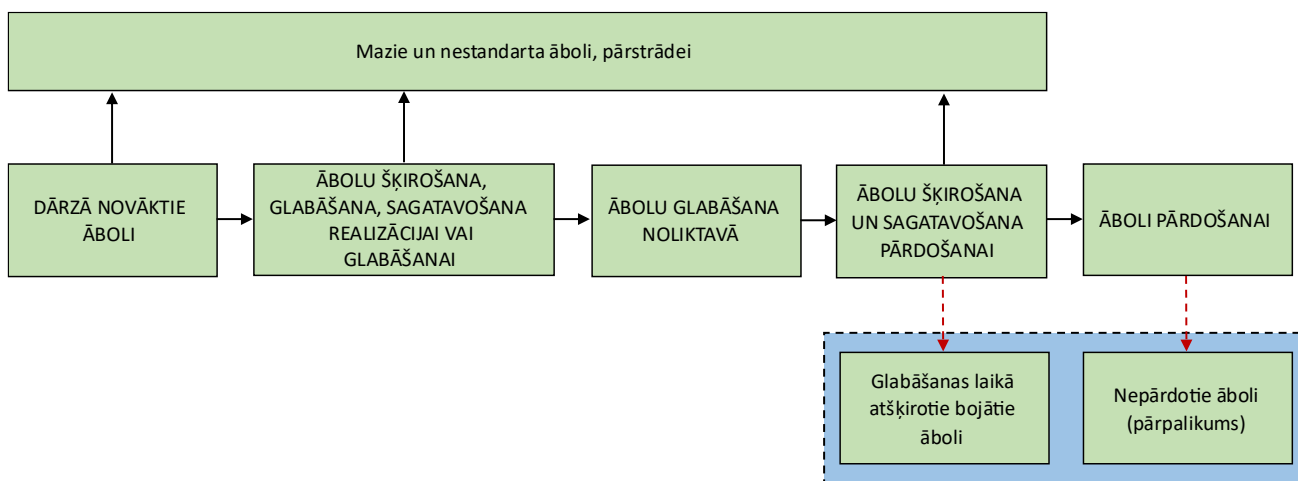 Mazie un nestandarta āboli, pārstrādei
DĀRZĀ NOVĀKTIE
ĀBOLI
ĀBOLU ŠĶIROŠANA,
GLABĀŠANA, SAGATAVOŠANA
REALIZĀCIJAI VAI
GLABĀŠANAI
ĀBOLU GLABĀŠANA
NOLIKTAVĀ
ĀBOLU ŠĶIROŠANA
UN SAGATAVOŠANA
PĀRDOŠANAI
ĀBOLI PĀRDOŠANAI
Glabāšanas laikā
atšķirotie bojātie
āboli
Nepārdotie āboli
(pārpalikums)